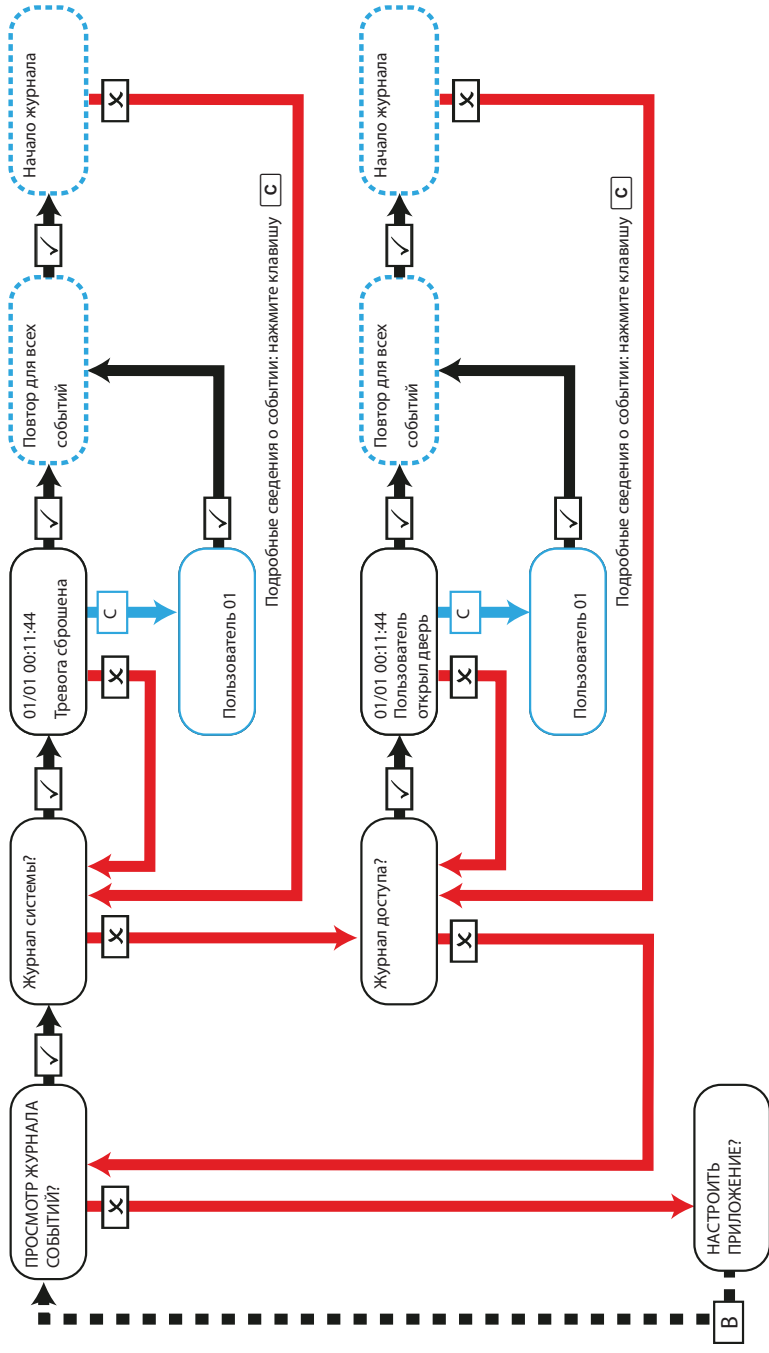 ПРОСМОТР ЖУРНАЛА
СОБЫТИЙ?
Журнал системы?
01/01 00:11:44
Тревога сброшена
Повтор для всех
событий
Начало журнала
C
Пользователь 01
Подробные сведения о событии: нажмите клавишу C
Журнал доступа?
01/01 00:11:44
Пользователь
открыл дверь
Повтор для всех
событий
Начало журнала
C
Пользователь 01
Подробные сведения о событии: нажмите клавишу C
НАСТРОИТЬ
ПРИЛОЖЕНИЕ?
B